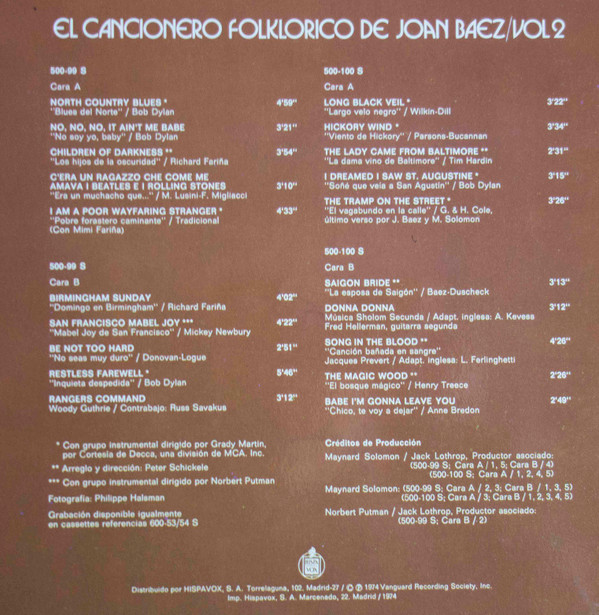 EL CANCIONERO FOLKLORICO DE JOAN BAEZ/VOL 2
500-99 S
Cara A
NORTH COUNTRY BLUES * 4'59"
"Blues del Norte" / Bob Dylan
NO, NO, NO, IT AIN'T ME BABE 3'21"
"No soy yo, baby" / Bob Dylan
CHILDREN OF DARKNESS ** 3'54"
"Los hijos de la oscuridad" / Richard Fariña
C'ERA UN RAGAZZO CHE COME ME
AMAVA I BEATLES E I ROLLING STONES 3'10"
"Era un muchacho que..." / M. Lusini-F. Migliacci
I AM A POOR WAYFARING STRANGER * 4'33"
"Pobre forastero caminante" / Tradicional
(Con Mimi Fariña)
500-99 S
Cara B
BIRMINGHAM SUNDAY 4'02"
"Domingo en Birmingham" / Richard Fariña
SAN FRANCISCO MABEL JOY *** 4'22"
"Mabel Joy de San Francisco" / Mickey Newbury
BE NOT TOO HARD 2'51"
"No seas muy duro" / Donovan-Logue
RESTLESS FAREWELL * 5'46"
"Inquieta despedida" / Bob Dylan
RANGERS COMMAND 3'12"
Woody Guthrie / Contrabajo: Russ Savakus
* Con grupo instrumental dirigido por Grady Martin,
por Cortesía de Decca, una división de MCA. Inc.
** Arreglo y dirección: Peter Schickele
*** Con grupo instrumental dirigido por Norbert Putman
Fotografía: Philippe Halsman
Grabación disponible igualmente
en cassettes referencias 600-53/54 S
500-100 S
Cara A
LONG BLACK VEIL * 3'22"
"Largo velo negro" / Wilkin-Dill
HICKORY WIND * 3'34"
"Viento de Hickory" / Parsons-Bucannan
THE LADY CAME FROM BALTIMORE ** 2'31"
"La dama vino de Baltimore" / Tim Hardin
I DREAMED I SAW ST. AUGUSTINE * 3'15"
"Soñé que veía a San Agustín" / Bob Dylan
THE TRAMP ON THE STREET * 3'26"
"El vagabundo en la calle" / G. & H. Cole,
último verso por J. Baez y M. Solomon
500-100 S
Cara B
SAIGON BRIDE ** 3'13"
"La esposa de Saigón" / Baez-Duscheck
DONNA DONNA 3'12"
Música Sholom Secunda / Adapt. inglesa: A. Kevess
Fred Hellerman, guitarra segunda
SONG IN THE BLOOD ** 4'26"
"Canción bañada en sangre"
Jacques Prevert / Adapt. inglesa: L. Ferlinghetti
THE MAGIC WOOD ** 2'26"
"El bosque mágico" / Henry Treece
BABE I'M GONNA LEAVE YOU 2'49"
"Chico, te voy a dejar" / Anne Bredon
Créditos de Producción
Maynard Solomon / Jack Lothrop, Productor asociado:
(500-99 S; Cara A / 1, 5; Cara B / 4)
(500-100 S; Cara A / 1, 2, 4, 5)
Maynard Solomon: (500-99 S; Cara A / 2, 3; Cara B / 1, 3, 5)
(500-100 S; Cara A / 3; Cara B / 1, 2, 3, 4, 5)
Norbert Putman / Jack Lothrop, Productor asociado:
(500-99 S; Cara B / 2)
HISPAVOX
Distribuido por HISPAVOX, S. A. Torrelaguna, 102. Madrid-27 / © ℗ 1974 Vanguard Recording Society, Inc.
Imp. Hispavox, S. A. Marcenado, 22. Madrid / 1974